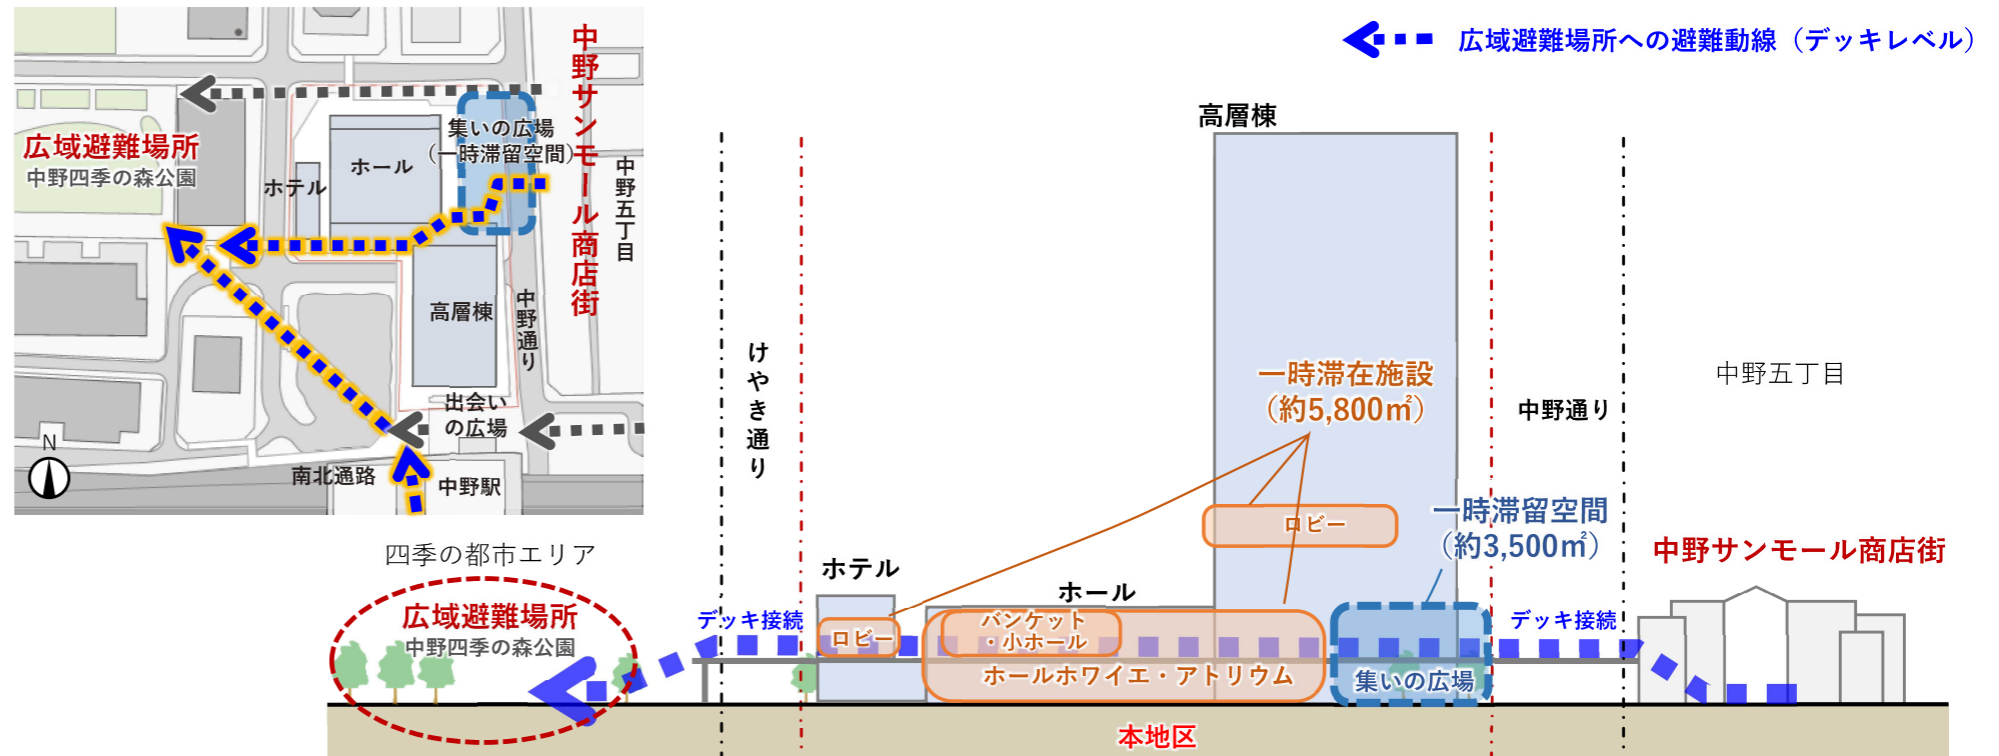 広域避難場所への避難動線（デッキレベル）
中野サンモール商店街
集いの広場
（一時滞留空間）
広域避難場所
中野四季の森公園
ホール
ホテル
中野五丁目
高層棟
中野通り
出会い
の広場
N
南北通路
中野駅
高層棟
けやき通り
一時滞在施設
（約5,800㎡）
中野通り
中野五丁目
ロビー
一時滞留空間
（約3,500㎡）
中野サンモール商店街
四季の都市エリア
広域避難場所
中野四季の森公園
ホテル
ホール
デッキ接続
ロビー
バンケット
・小ホール
デッキ接続
ホールホワイエ・アトリウム
集いの広場
本地区